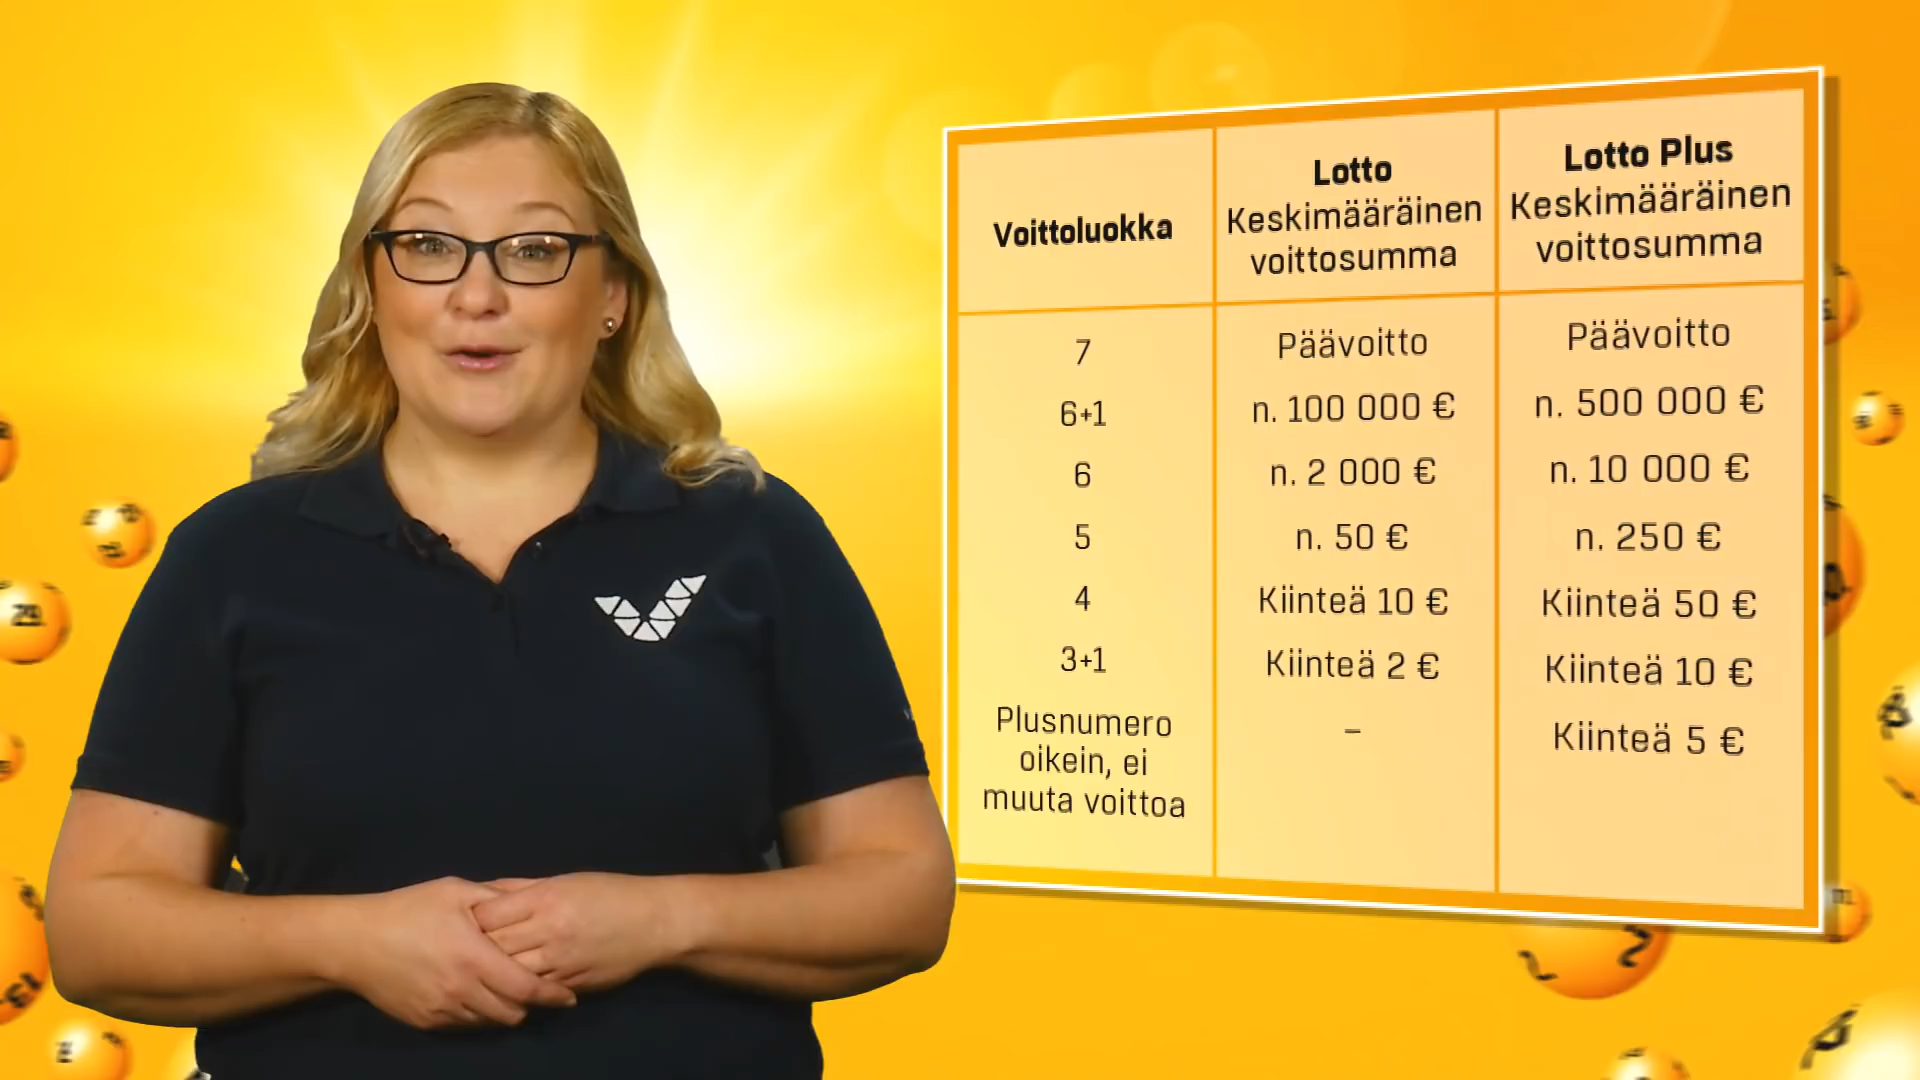 Voittoluokka
Lotto
Keskimääräinen
voittosumma
Lotto Plus
Keskimääräinen
voittosumma
7
Päävoitto
Päävoitto
6+1
n. 100 000 €
n. 500 000 €
6
n. 2 000 €
n. 10 000 €
5
n. 50 €
n. 250 €
4
Kiinteä 10 €
Kiinteä 50 €
3+1
Kiinteä 2 €
Kiinteä 10 €
Plusnumero
oikein, ei
muuta voittoa
–
Kiinteä 5 €
29